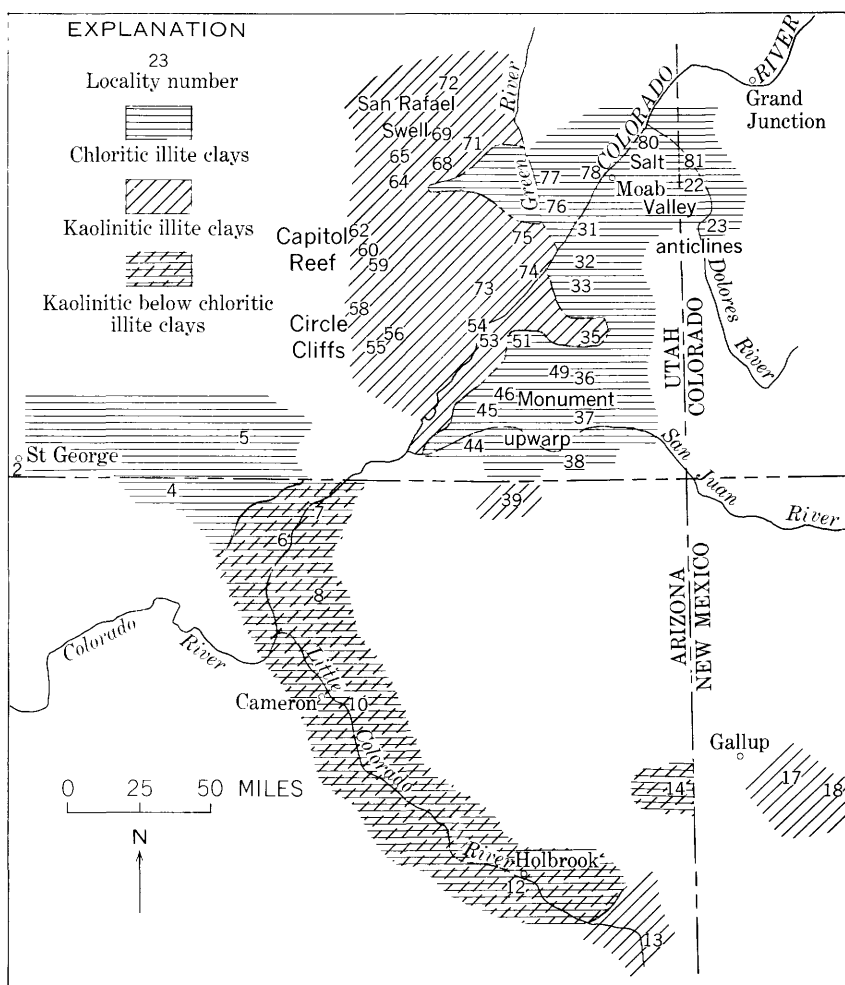 EXPLANATION
23
Locality number
Chloritic illite clays
Kaolinitic illite clays
Kaolinitic below chloritic
illite clays
RIVER
COLORADO
Grand
Junction
River
Green
72
San Rafael
Swell
69
71
65
68
64
80
Salt
81
77
78
Moab
22
Valley
76
23
anticlines
31
75
62
Capitol
60
Reef
59
32
74
33
73
Dolores
River
58
Circle
Cliffs
56
55
54
53
51
35
UTAH
COLORADO
49
36
46
Monument
45
37
44
upwarp
38
San
Juan
River
5
St George
2
4
39
7
6
8
ARIZONA
NEW MEXICO
Colorado
River
Little
Colorado
River
Cameron
10
Gallup
17
18
14
0 25 50 MILES
N
Holbrook
12
13